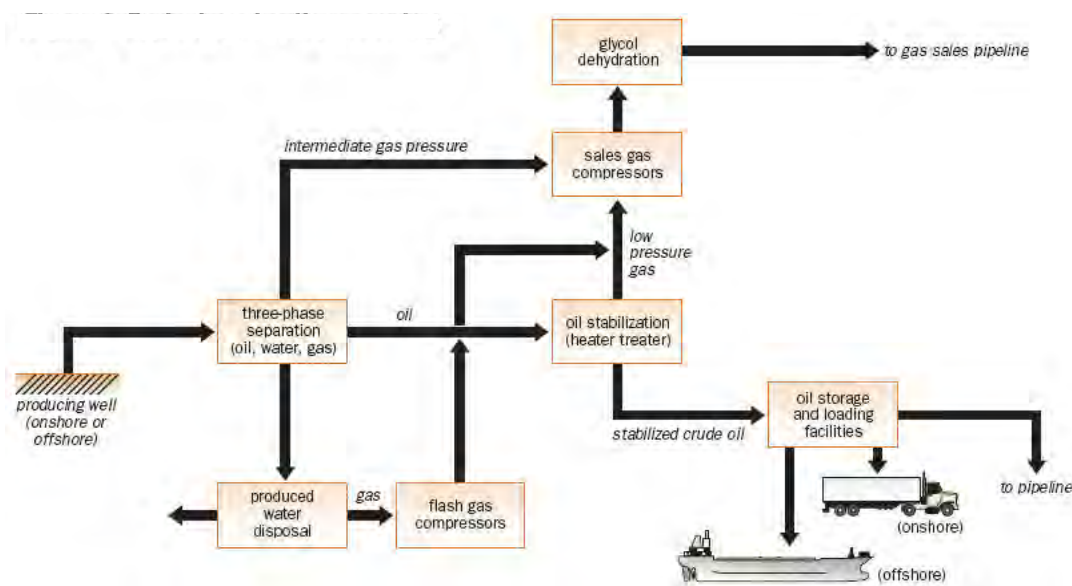 glycol
dehydration
to gas sales pipeline
intermediate gas pressure
sales gas
compressors
low
pressure
gas
three-phase
separation
(oil, water, gas)
oil
oil stabilization
(heater treater)
producing well
(onshore or
offshore)
oil storage
and loading
facilities
stabilized crude oil
produced
water
disposal
gas
flash gas
compressors
to pipeline
(onshore)
(offshore)